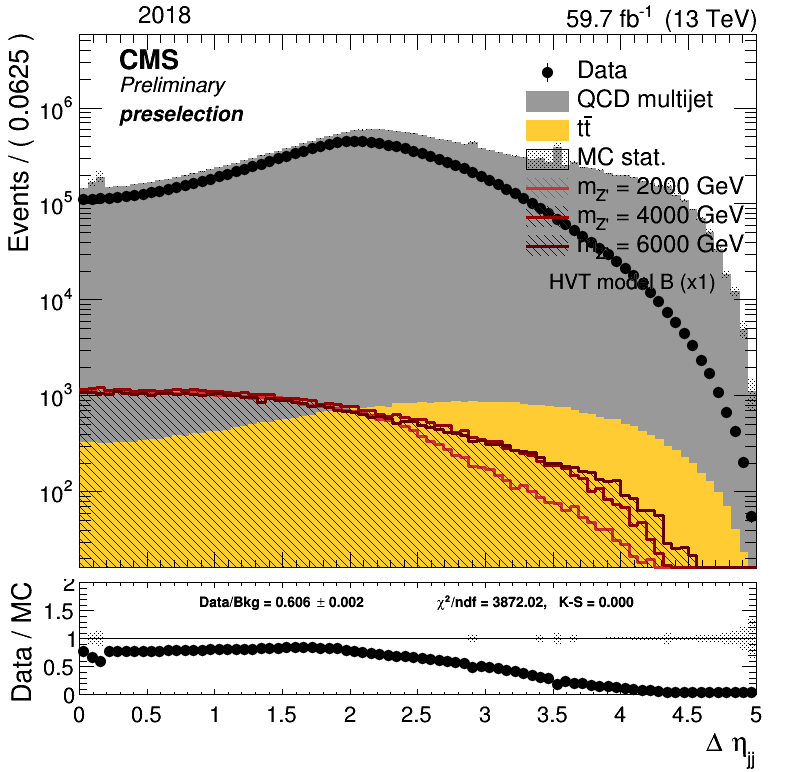 2018
59.7 fb⁻¹ (13 TeV)
CMS
Preliminary
preselection
Data
QCD multijet
tt̄
MC stat.
m_Z' = 2000 GeV
m_Z' = 4000 GeV
m_Z' = 6000 GeV
HVT model B (x1)
Events / ( 0.0625 )
10⁶
10⁵
10⁴
10³
10²
Data/Bkg = 0.606 ± 0.002
χ²/ndf = 3872.02, K-S = 0.000
Data / MC
2
1.5
1
0.5
0
0 0.5 1 1.5 2 2.5 3 3.5 4 4.5 5
Δ η_jj